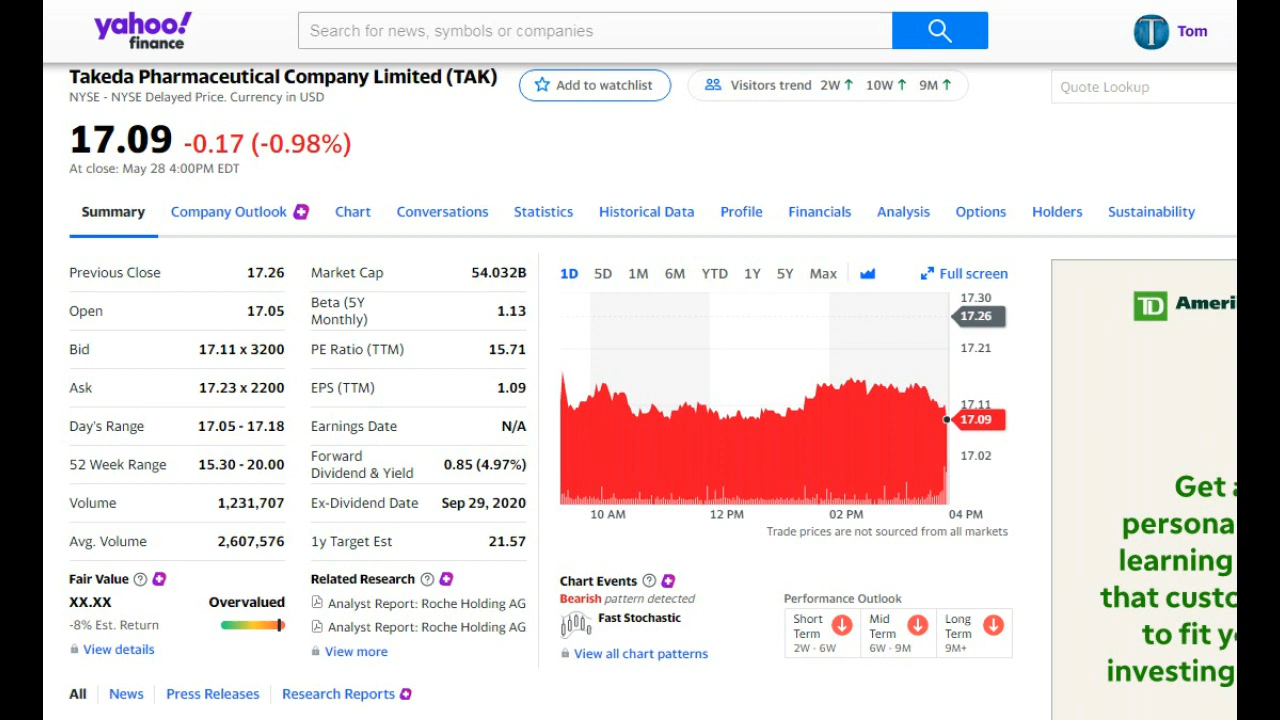 yahoo!
finance
Search for news, symbols or companies
Tom
Takeda Pharmaceutical Company Limited (TAK)
NYSE - NYSE Delayed Price. Currency in USD
Add to watchlist
Visitors trend 2W 10W 9M
Quote Lookup
17.09 -0.17 (-0.98%)
At close: May 28 4:00PM EDT
Summary Company Outlook Chart Conversations Statistics Historical Data Profile Financials Analysis Options Holders Sustainability
Previous Close 17.26
Open 17.05
Bid 17.11 x 3200
Ask 17.23 x 2200
Day's Range 17.05 - 17.18
52 Week Range 15.30 - 20.00
Volume 1,231,707
Avg. Volume 2,607,576
Market Cap 54.032B
Beta (5Y
Monthly) 1.13
PE Ratio (TTM) 15.71
EPS (TTM) 1.09
Earnings Date N/A
Forward
Dividend & Yield 0.85 (4.97%)
Ex-Dividend Date Sep 29, 2020
1y Target Est 21.57
1D 5D 1M 6M YTD 1Y 5Y Max Full screen
17.30
17.26
17.21
17.11
17.09
17.02
10 AM 12 PM 02 PM 04 PM
Trade prices are not sourced from all markets
Fair Value
XX.XX Overvalued
-8% Est. Return
View details
Related Research
Analyst Report: Roche Holding AG
Analyst Report: Roche Holding AG
View more
Chart Events
Bearish pattern detected
Fast Stochastic
View all chart patterns
Performance Outlook
Short
Term
2W - 6W
Mid
Term
6W - 9M
Long
Term
9M+
All News Press Releases Research Reports
TD Ameri
Get
persona
learning
that custo
to fit y
investing